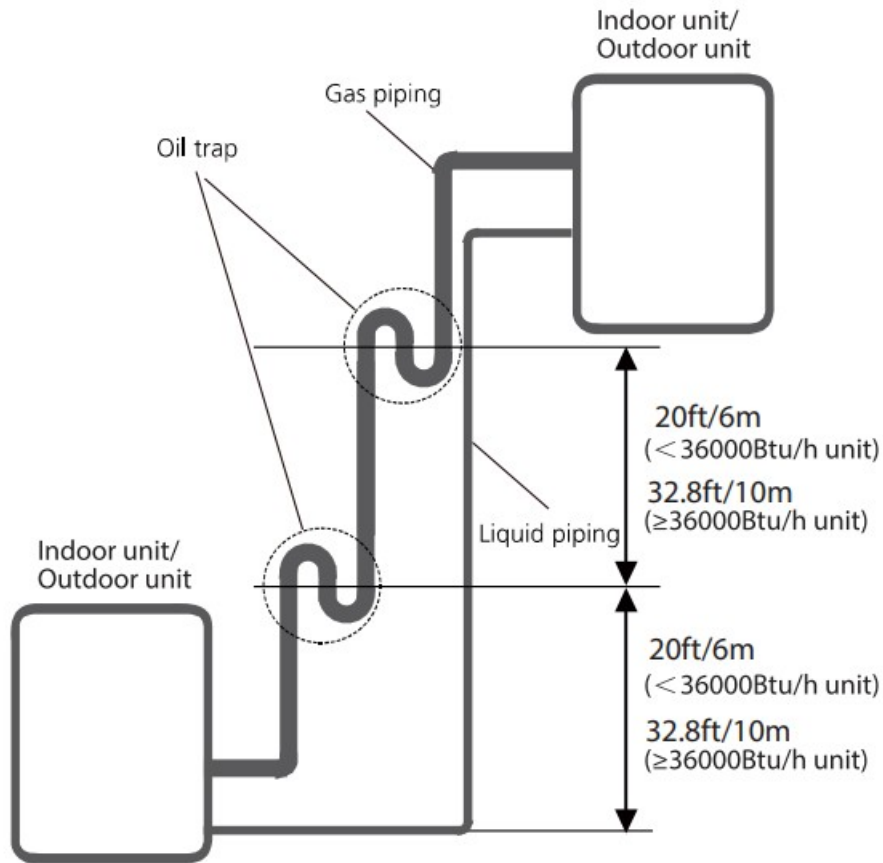 Indoor unit/
Outdoor unit
Gas piping
Oil trap
20ft/6m
(<36000Btu/h unit)
32.8ft/10m
(≥36000Btu/h unit)
Liquid piping
Indoor unit/
Outdoor unit
20ft/6m
(<36000Btu/h unit)
32.8ft/10m
(≥36000Btu/h unit)